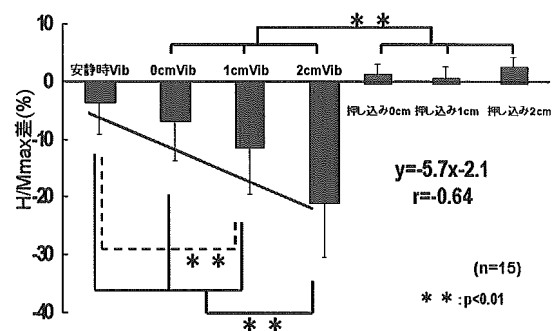 10
＊＊
安静時Vib 0cmVib 1cmVib 2cmVib
0
押し込み0cm 押し込み1cm 押し込み2cm
H/Mmax差(%)
-10
y=-5.7x-2.1
r=-0.64
-20
＊＊
-30
(n=15)
＊＊:p<0.01
-40
＊＊